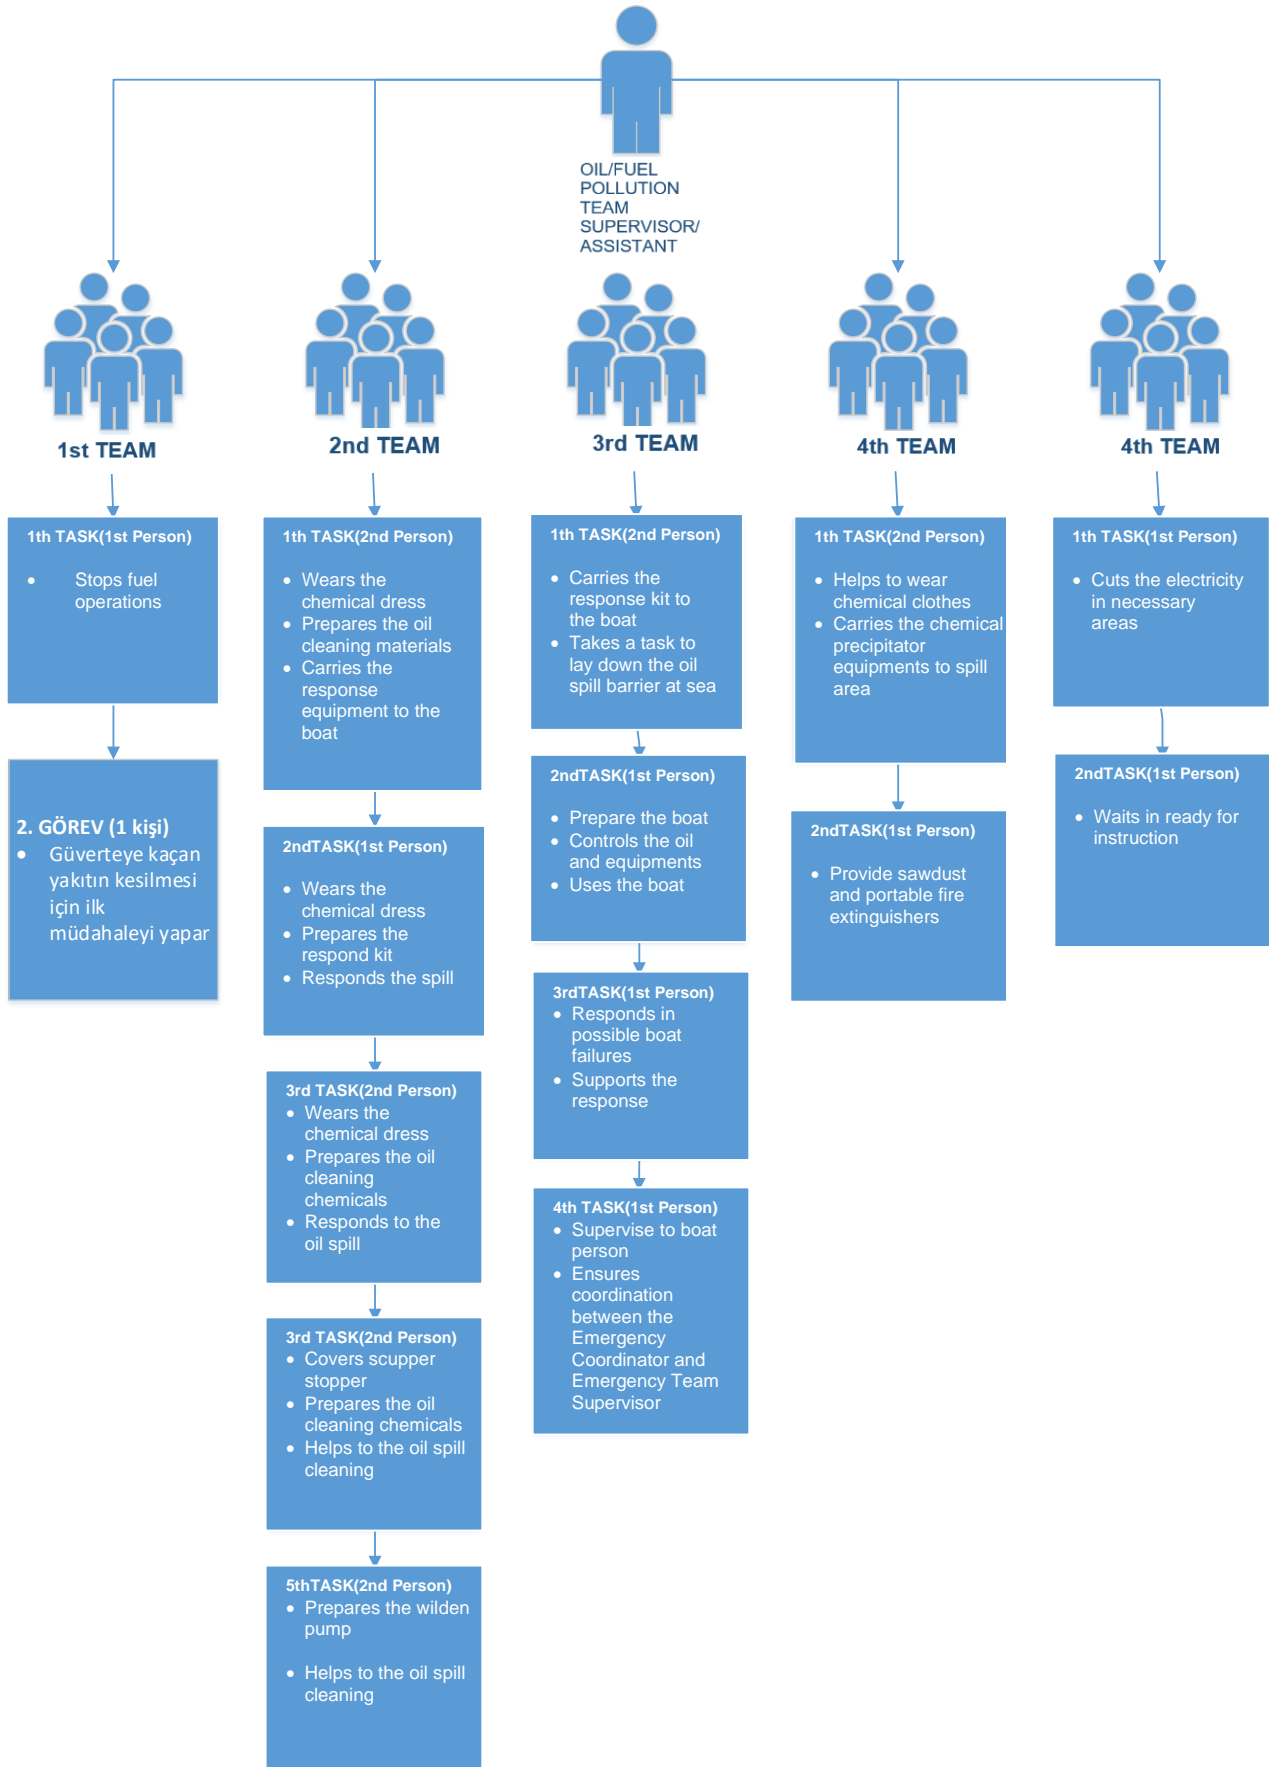 OIL/FUEL
POLLUTION
TEAM
SUPERVISOR/
ASSISTANT
1st TEAM
1th TASK(1st Person)
• Stops fuel
operations
2. GÖREV (1 kişi)
• Güverteye kaçan
yakıtın kesilmesi
için ilk
müdahaleyi yapar
2nd TEAM
1th TASK(2nd Person)
• Wears the
chemical dress
• Prepares the oil
cleaning materials
• Carries the
response
equipment to the
boat
2ndTASK(1st Person)
• Wears the
chemical dress
• Prepares the
respond kit
• Responds the spill
3rd TASK(2nd Person)
• Wears the
chemical dress
• Prepares the oil
cleaning
chemicals
• Responds to the
oil spill
3rd TASK(2nd Person)
• Covers scupper
stopper
• Prepares the oil
cleaning chemicals
• Helps to the oil spill
cleaning
5thTASK(2nd Person)
• Prepares the wilden
pump
• Helps to the oil spill
cleaning
3rd TEAM
1th TASK(2nd Person)
• Carries the
response kit to
the boat
• Takes a task to
lay down the oil
spill barrier at sea
2ndTASK(1st Person)
• Prepare the boat
• Controls the oil
and equipments
• Uses the boat
3rdTASK(1st Person)
• Responds in
possible boat
failures
• Supports the
response
4th TASK(1st Person)
• Supervise to boat
person
• Ensures
coordination
between the
Emergency
Coordinator and
Emergency Team
Supervisor
4th TEAM
1th TASK(2nd Person)
• Helps to wear
chemical clothes
• Carries the chemical
precipitator
equipments to spill
area
2ndTASK(1st Person)
• Provide sawdust
and portable fire
extinguishers
4th TEAM
1th TASK(1st Person)
• Cuts the electricity
in necessary
areas
2ndTASK(1st Person)
• Waits in ready for
instruction